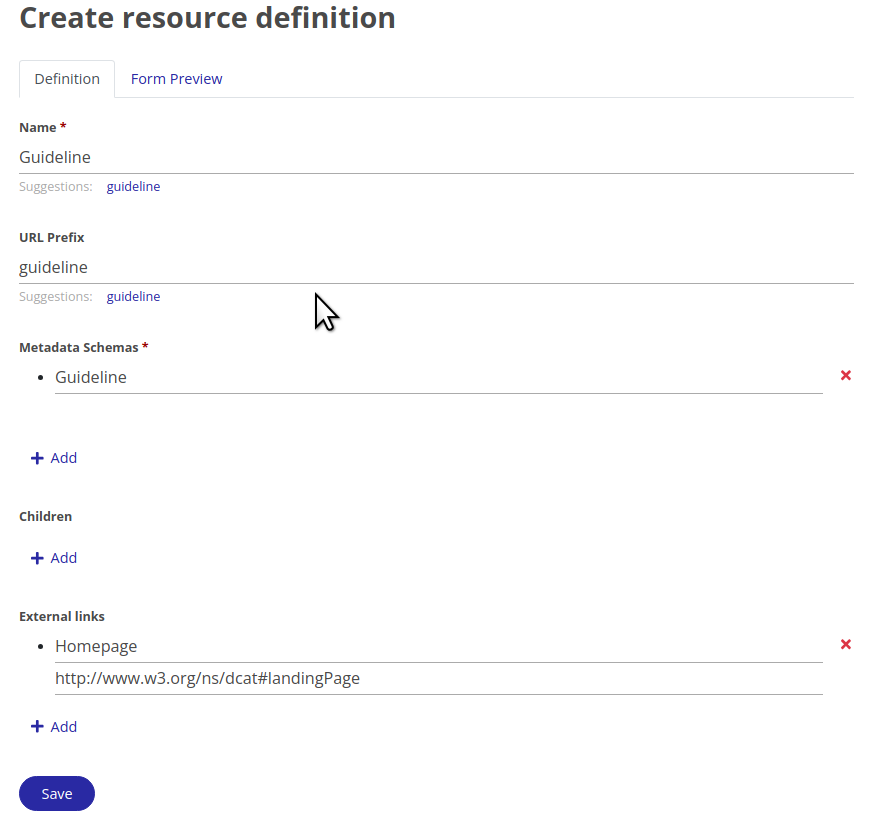 Create resource definition
Definition Form Preview
Name *
Guideline
Suggestions: guideline
URL Prefix
guideline
Suggestions: guideline
Metadata Schemas *
Guideline
Add
Children
Add
External links
Homepage
http://www.w3.org/ns/dcat#landingPage
Add
Save